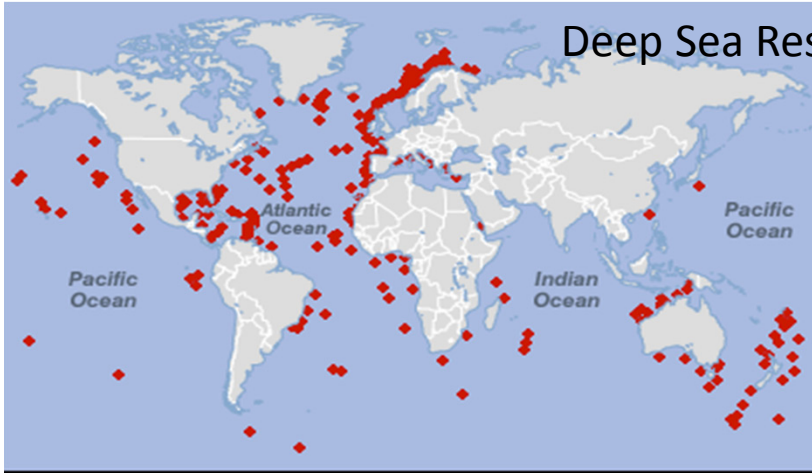 Deep Sea Res
Atlantic
Ocean
Pacific
Ocean
Pacific
Ocean
Indian
Ocean